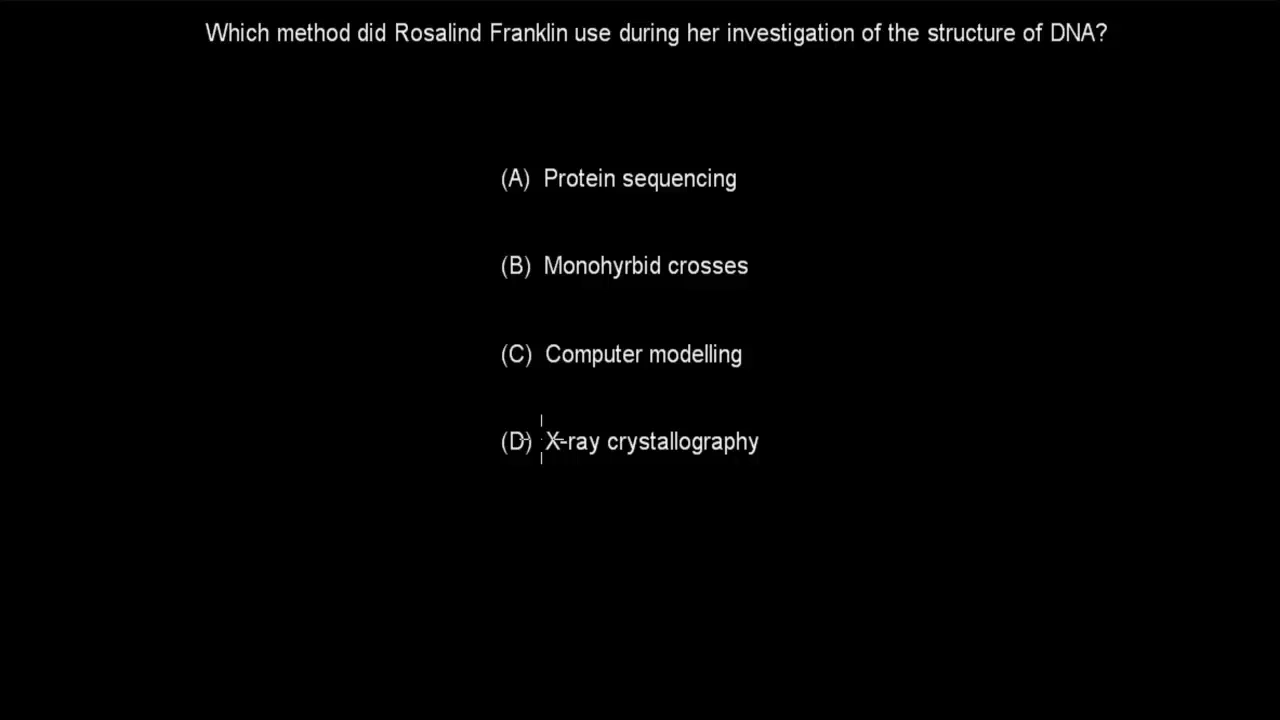 Which method did Rosalind Franklin use during her investigation of the structure of DNA?
(A) Protein sequencing
(B) Monohyrbid crosses
(C) Computer modelling
(D) X-ray crystallography